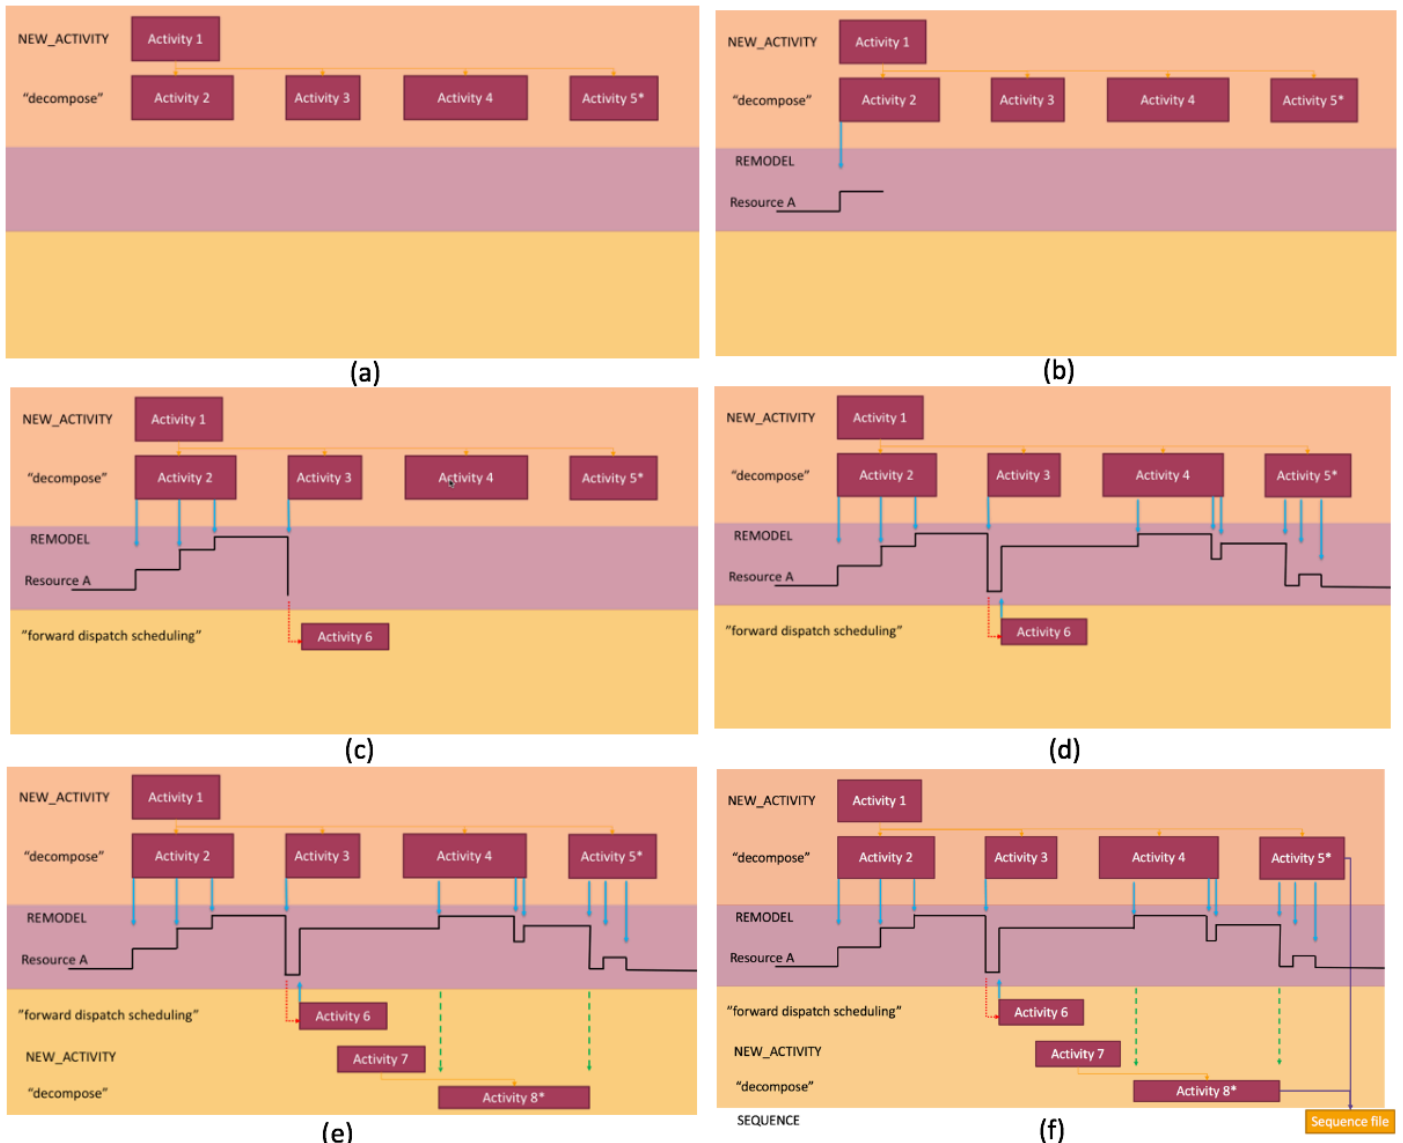 NEW_ACTIVITY
Activity 1
"decompose"
Activity 2
Activity 3
Activity 4
Activity 5*
(a)
NEW_ACTIVITY
Activity 1
"decompose"
Activity 2
Activity 3
Activity 4
Activity 5*
REMODEL
Resource A
(b)
NEW_ACTIVITY
Activity 1
"decompose"
Activity 2
Activity 3
Activity 4
Activity 5*
REMODEL
Resource A
"forward dispatch scheduling"
Activity 6
(c)
NEW_ACTIVITY
Activity 1
"decompose"
Activity 2
Activity 3
Activity 4
Activity 5*
REMODEL
Resource A
"forward dispatch scheduling"
Activity 6
(d)
NEW_ACTIVITY
Activity 1
"decompose"
Activity 2
Activity 3
Activity 4
Activity 5*
REMODEL
Resource A
"forward dispatch scheduling"
Activity 6
NEW_ACTIVITY
Activity 7
"decompose"
Activity 8*
(e)
NEW_ACTIVITY
Activity 1
"decompose"
Activity 2
Activity 3
Activity 4
Activity 5*
REMODEL
Resource A
"forward dispatch scheduling"
Activity 6
NEW_ACTIVITY
Activity 7
"decompose"
Activity 8*
SEQUENCE
Sequence file
(f)